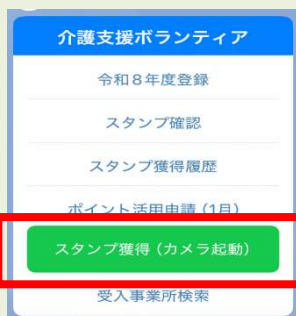 介護支援ボランティア
令和8年度登録
スタンプ確認
スタンプ獲得履歴
ポイント活用申請（1月）
スタンプ獲得（カメラ起動）
受入事業所検索